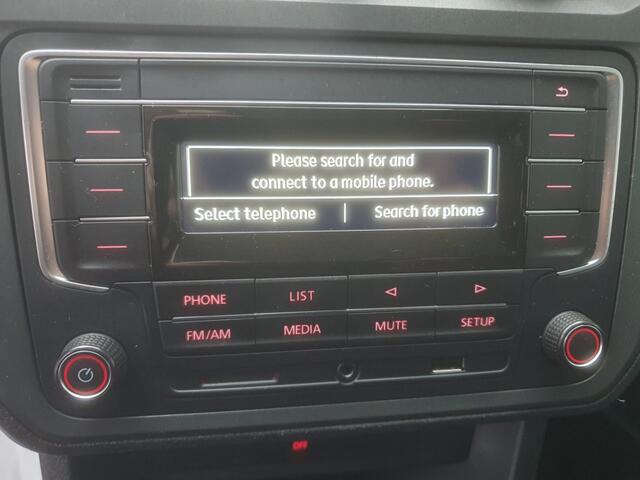 Please search for and
connect to a mobile phone.
Select telephone | Search for phone
PHONE LIST
FM/AM MEDIA MUTE SETUP
OFF